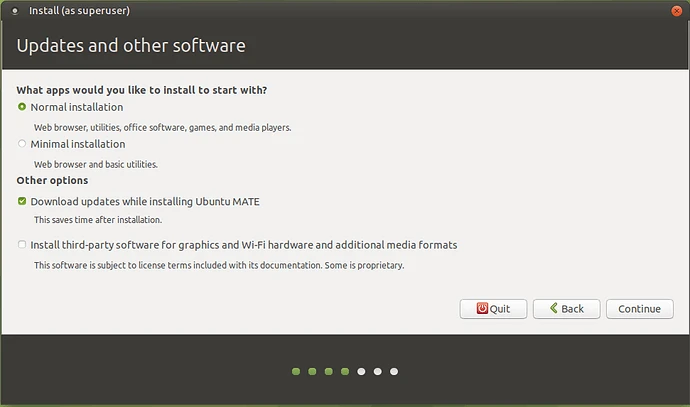 Install (as superuser)
Updates and other software
What apps would you like to install to start with?
Normal installation
Web browser, utilities, office software, games, and media players.
Minimal installation
Web browser and basic utilities.
Other options
Download updates while installing Ubuntu MATE
This saves time after installation.
Install third-party software for graphics and Wi-Fi hardware and additional media formats
This software is subject to license terms included with its documentation. Some is proprietary.
Quit Back Continue